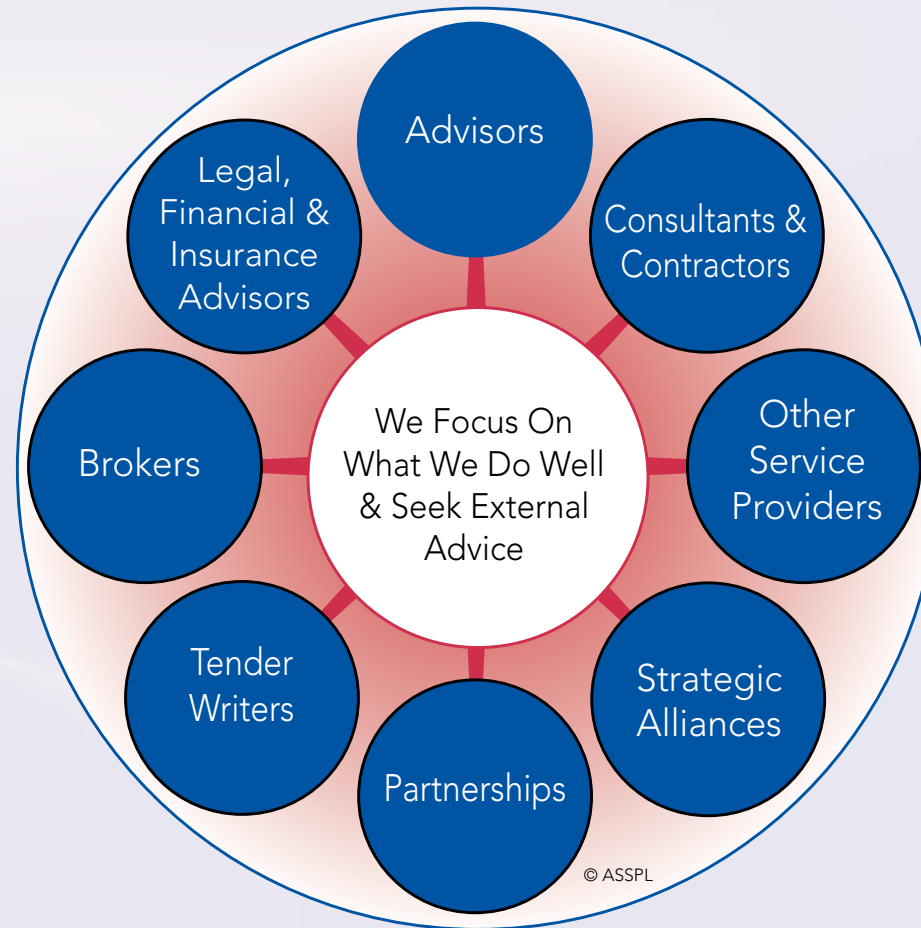 Advisors
Consultants &
Contractors
Other
Service
Providers
Strategic
Alliances
Partnerships
Tender
Writers
Brokers
Legal,
Financial &
Insurance
Advisors
We Focus On
What We Do Well
& Seek External
Advice
© ASSPL